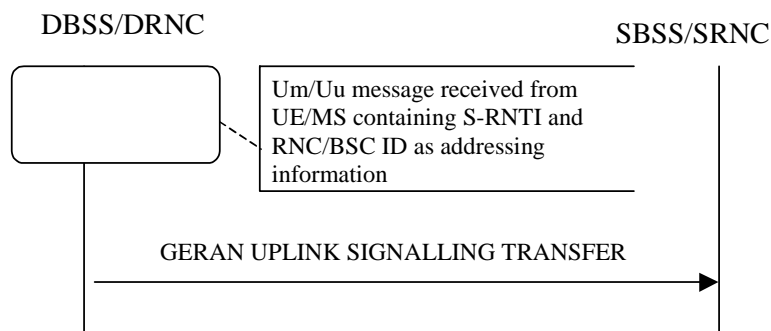 DBSS/DRNC
SBSS/SRNC
Um/Uu message received from
UE/MS containing S-RNTI and
RNC/BSC ID as addressing
information
GERAN UPLINK SIGNALLING TRANSFER